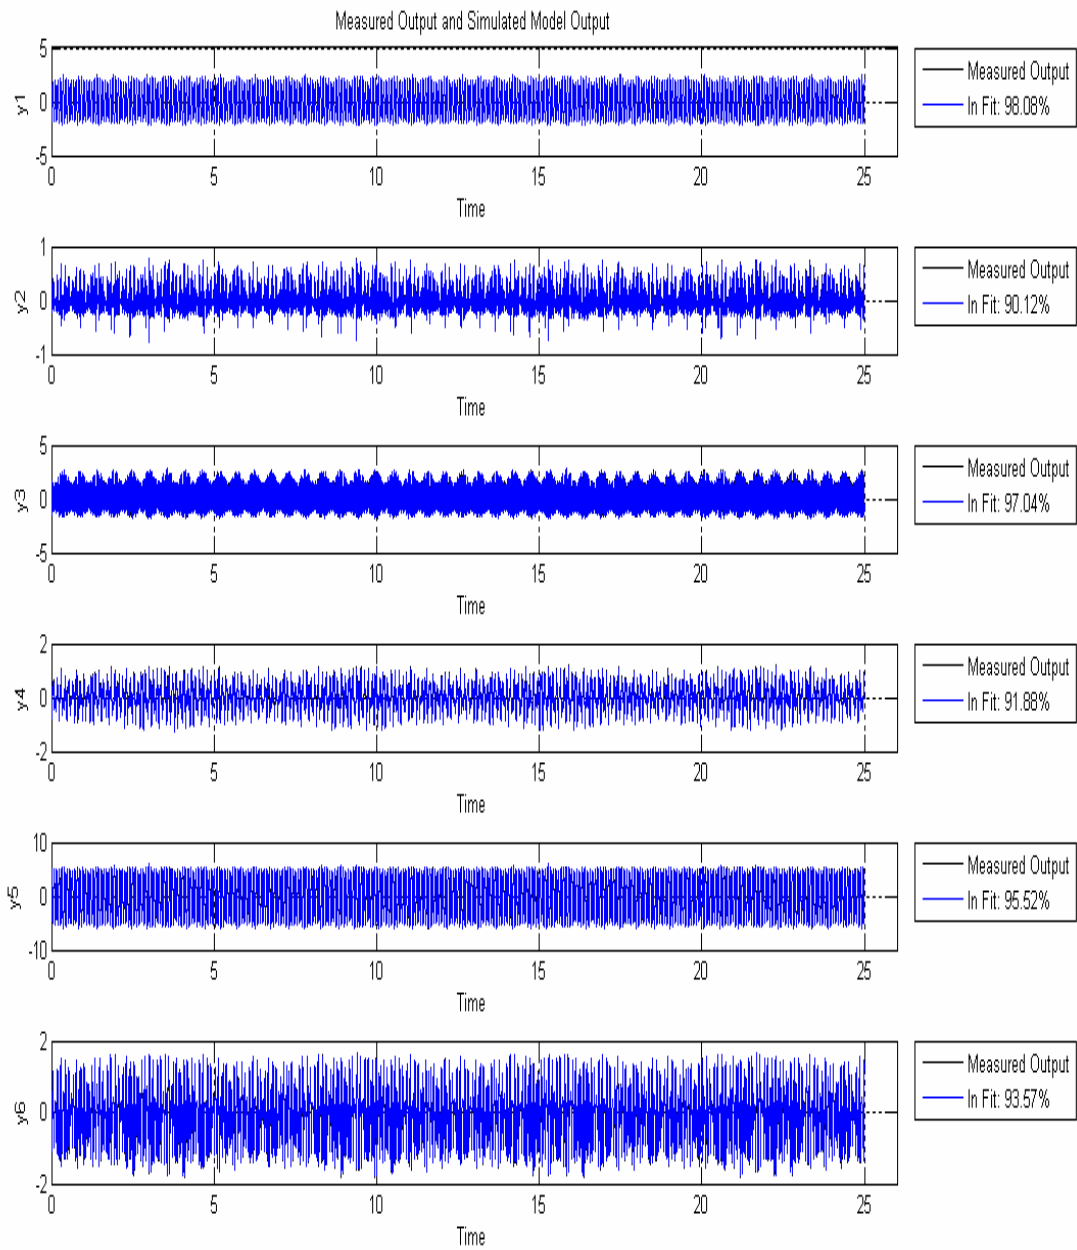 Measured Output and Simulated Model Output
5
0
-5
y1
0 5 10 15 20 25
Time
Measured Output
In Fit: 98.08%
1
0
-1
y2
0 5 10 15 20 25
Time
Measured Output
In Fit: 90.12%
5
0
-5
y3
0 5 10 15 20 25
Time
Measured Output
In Fit: 97.04%
2
0
-2
y4
0 5 10 15 20 25
Time
Measured Output
In Fit: 91.88%
10
0
-10
y5
0 5 10 15 20 25
Time
Measured Output
In Fit: 95.52%
2
0
-2
y6
0 5 10 15 20 25
Time
Measured Output
In Fit: 93.57%